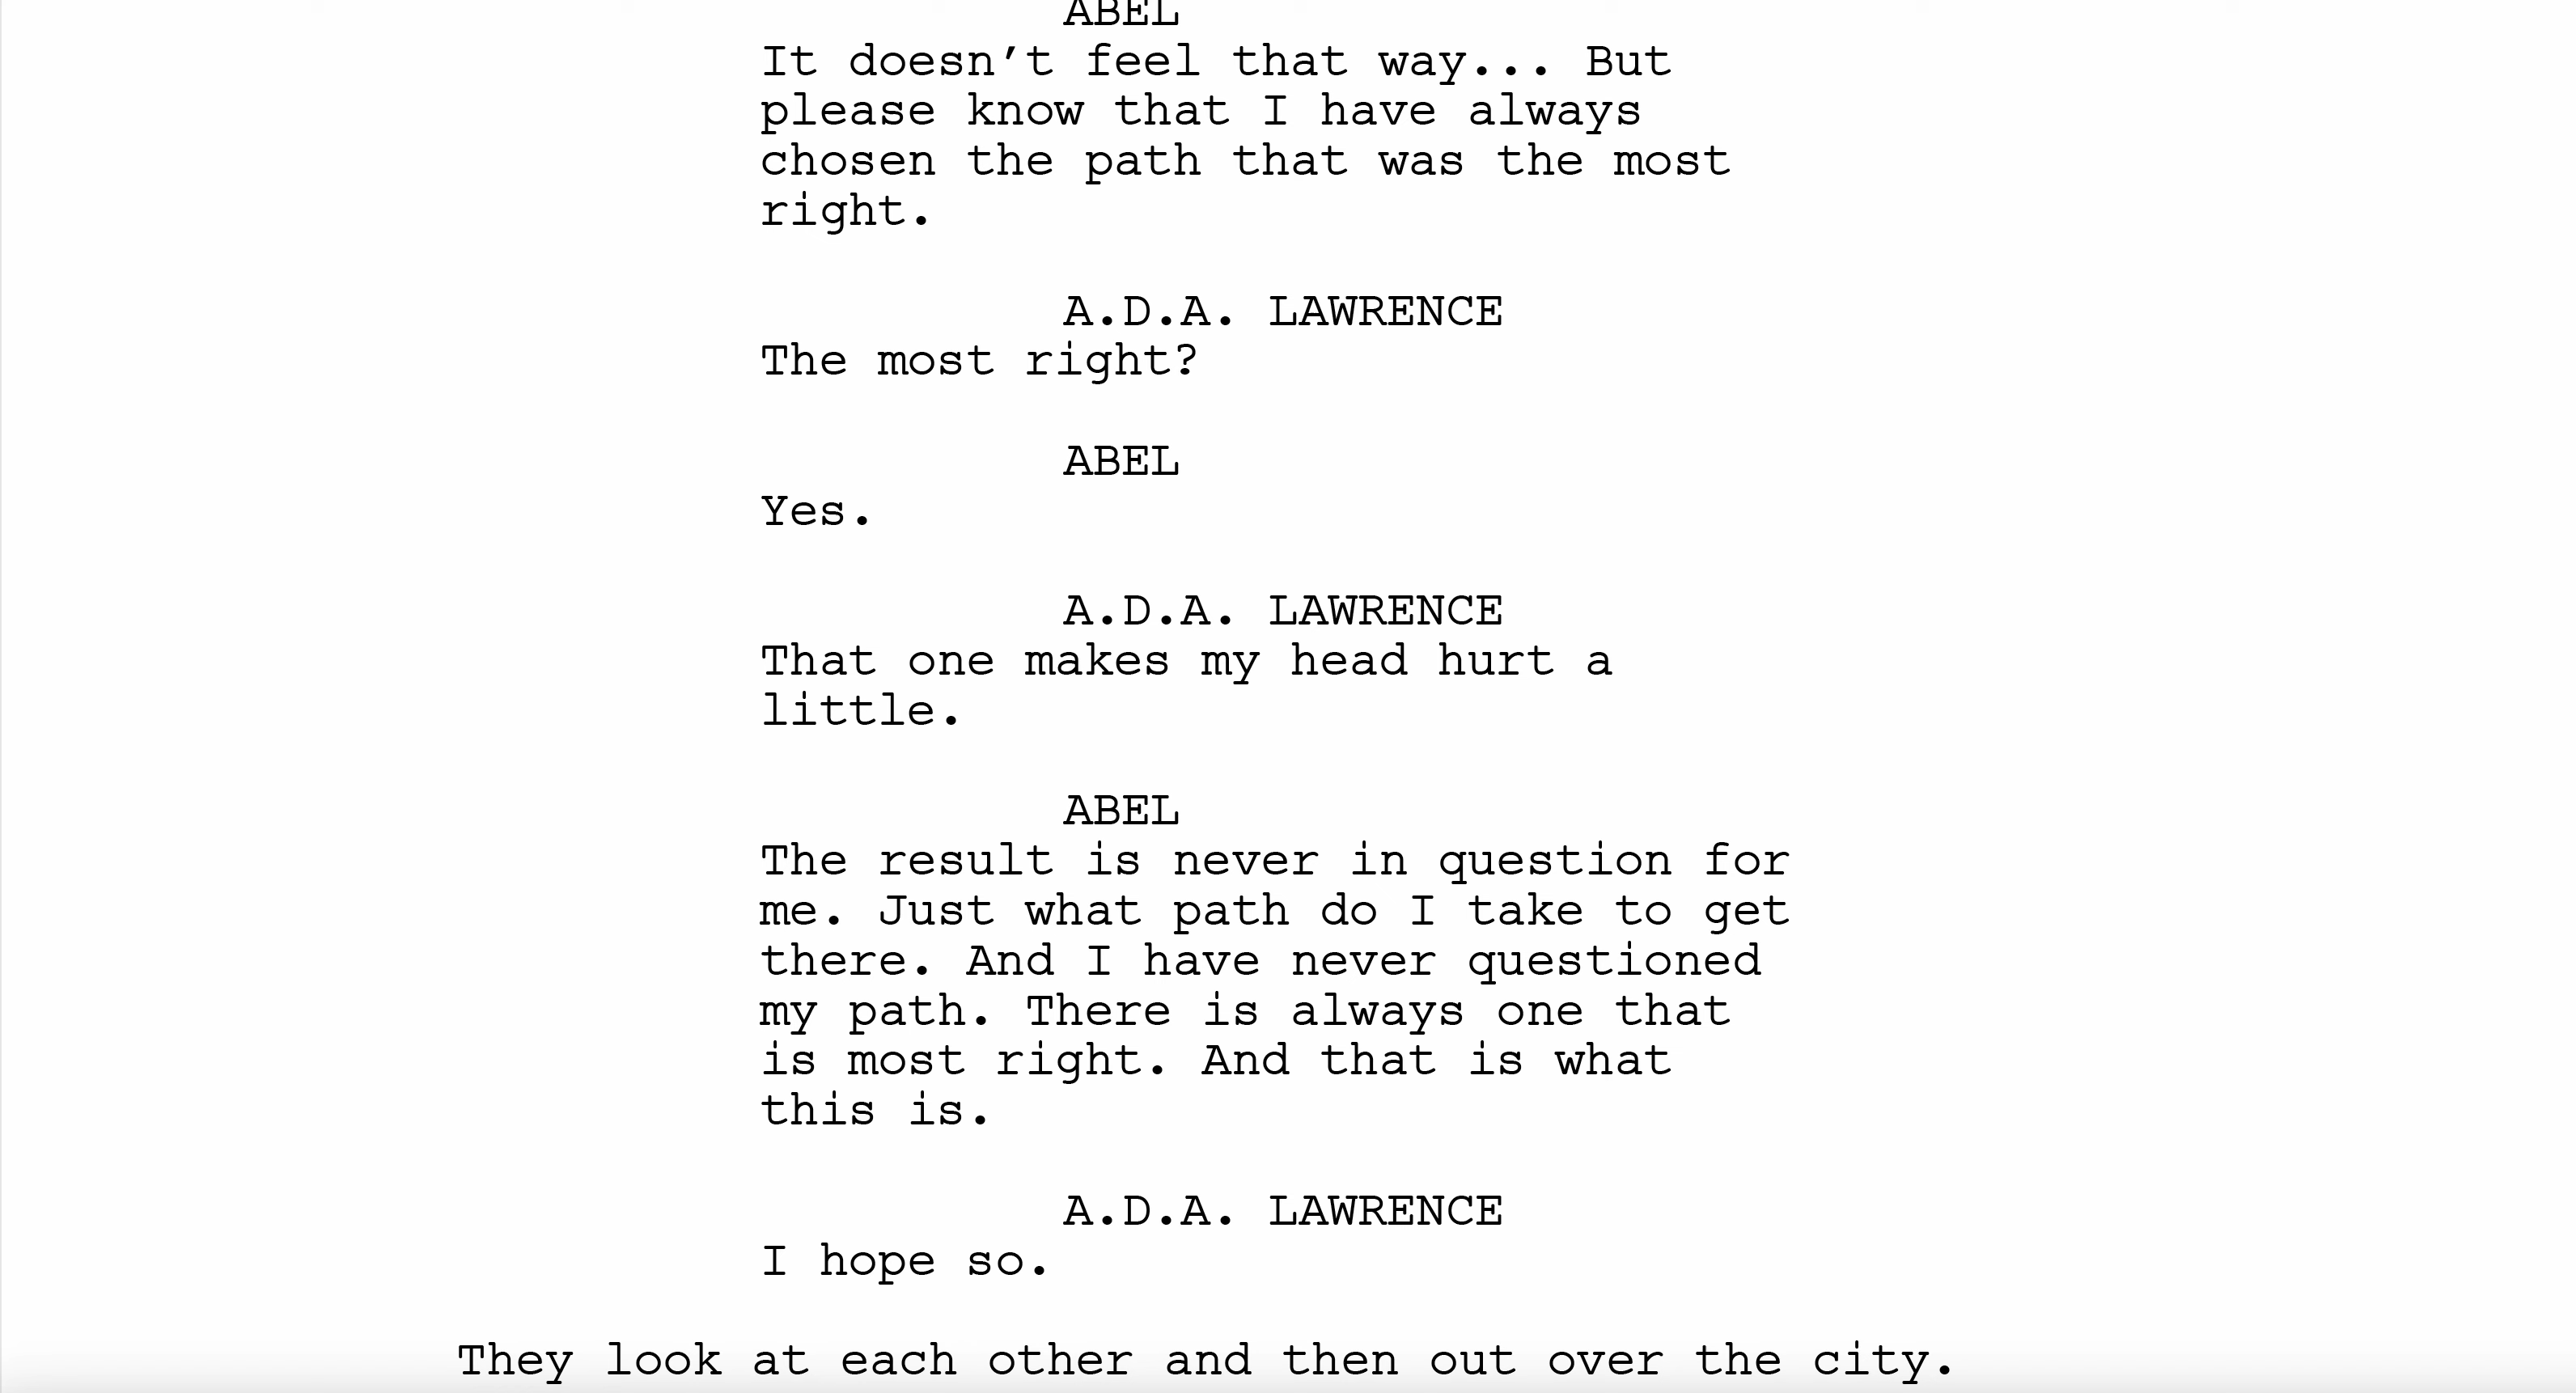 ABEL
It doesn’t feel that way... But
please know that I have always
chosen the path that was the most
right.
A.D.A. LAWRENCE
The most right?
ABEL
Yes.
A.D.A. LAWRENCE
That one makes my head hurt a
little.
ABEL
The result is never in question for
me. Just what path do I take to get
there. And I have never questioned
my path. There is always one that
is most right. And that is what
this is.
A.D.A. LAWRENCE
I hope so.
They look at each other and then out over the city.